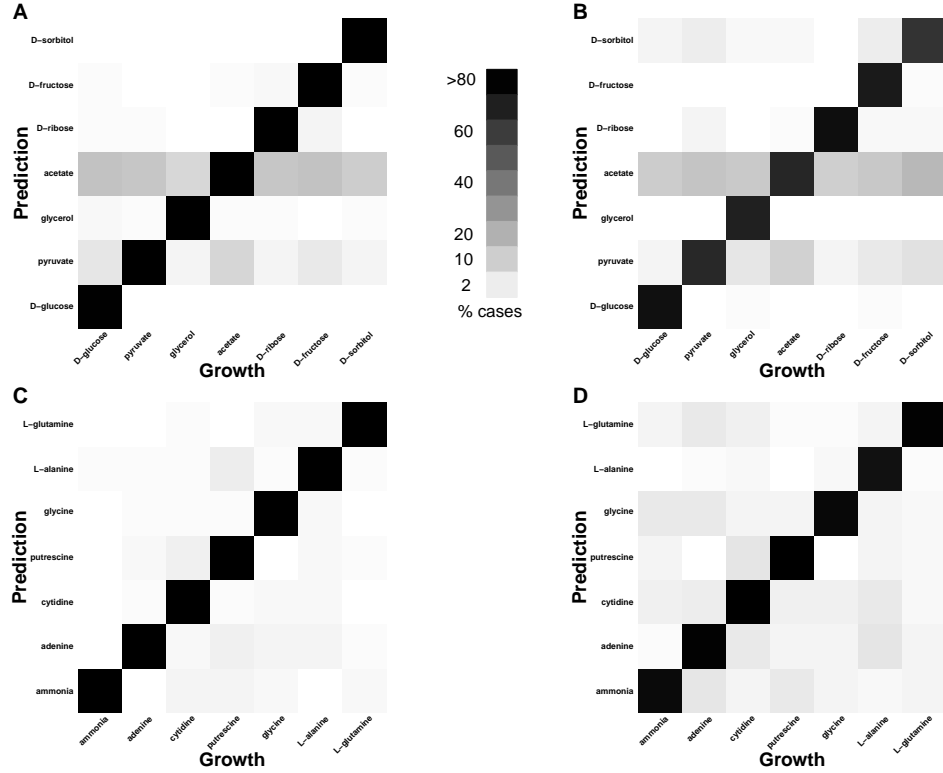 A
Prediction
D−sorbitol
D−fructose
D−ribose
acetate
glycerol
pyruvate
D−glucose
D−glucose
pyruvate
glycerol
acetate
D−ribose
D−fructose
D−sorbitol
Growth
>80
60
40
20
10
2
% cases
B
Prediction
D−sorbitol
D−fructose
D−ribose
acetate
glycerol
pyruvate
D−glucose
D−glucose
pyruvate
glycerol
acetate
D−ribose
D−fructose
D−sorbitol
Growth
C
Prediction
L−glutamine
L−alanine
glycine
putrescine
cytidine
adenine
ammonia
ammonia
adenine
cytidine
putrescine
glycine
L−alanine
L−glutamine
Growth
D
Prediction
L−glutamine
L−alanine
glycine
putrescine
cytidine
adenine
ammonia
ammonia
adenine
cytidine
putrescine
glycine
L−alanine
L−glutamine
Growth